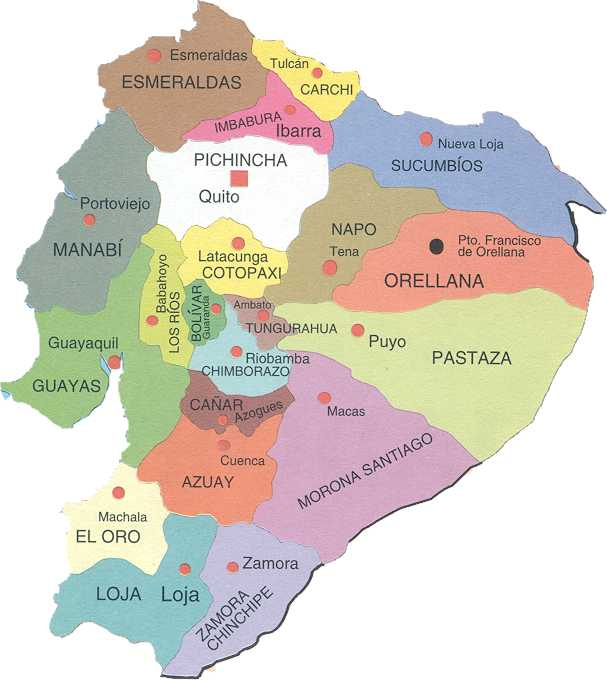 Esmeraldas
ESMERALDAS
Tulcán
CARCHI
IMBABURA
Ibarra
Nueva Loja
SUCUMBÍOS
PICHINCHA
Quito
Portoviejo
MANABÍ
NAPO
Tena
Pto. Francisco
de Orellana
ORELLANA
Latacunga
COTOPAXI
Babahoyo
LOS RÍOS
BOLÍVAR
Guaranda
Ambato
TUNGURAHUA
Puyo
PASTAZA
Guayaquil
GUAYAS
Riobamba
CHIMBORAZO
CAÑAR
Azogues
Macas
MORONA SANTIAGO
Cuenca
AZUAY
Machala
EL ORO
LOJA
Loja
Zamora
ZAMORA
CHINCHIPE